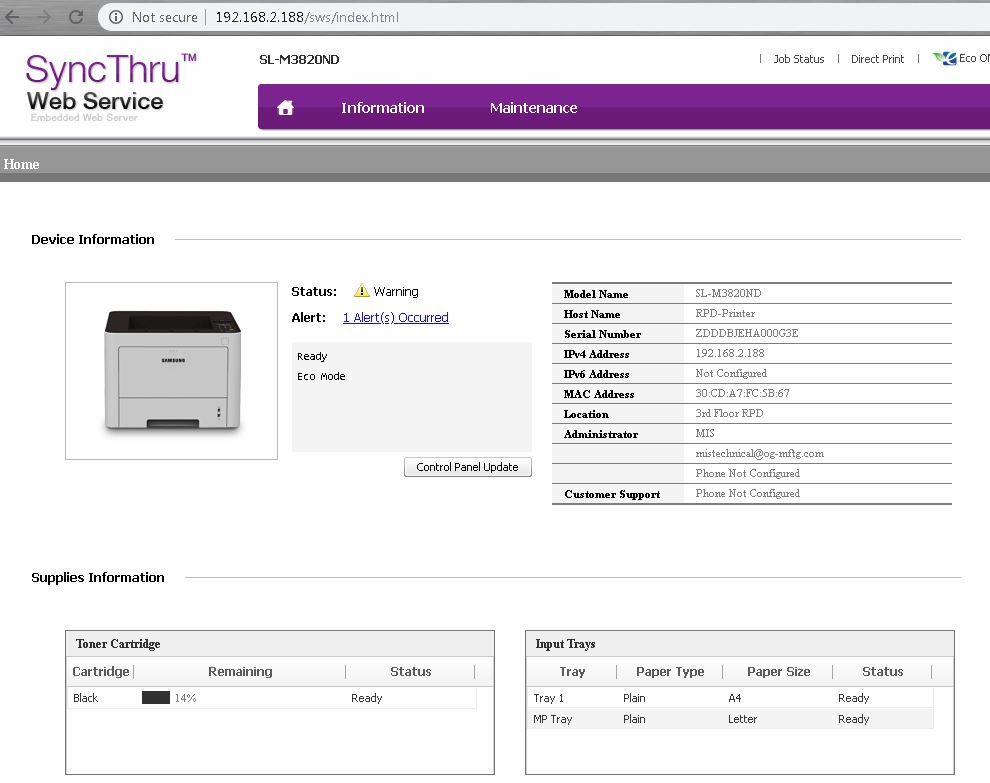 Not secure | 192.168.2.188/sws/index.html
SyncThru™
Web Service
Embedded Web Server
SL-M3820ND
Job Status | Direct Print | Eco ON
Information Maintenance
Home
Device Information
SAMSUNG
Status: Warning
Alert: 1 Alert(s) Occurred
Ready
Eco Mode
Control Panel Update
Model Name SL-M3820ND
Host Name RPD-Printer
Serial Number ZDDDBJEHA000G3E
IPv4 Address 192.168.2.188
IPv6 Address Not Configured
MAC Address 30:CD:A7:FC:5B:67
Location 3rd Floor RPD
Administrator MIS
mistechnical@og-mftg.com
Phone Not Configured
Customer Support Phone Not Configured
Supplies Information
Toner Cartridge
Cartridge Remaining Status
Black 14% Ready
Input Trays
Tray Paper Type Paper Size Status
Tray 1 Plain A4 Ready
MP Tray Plain Letter Ready